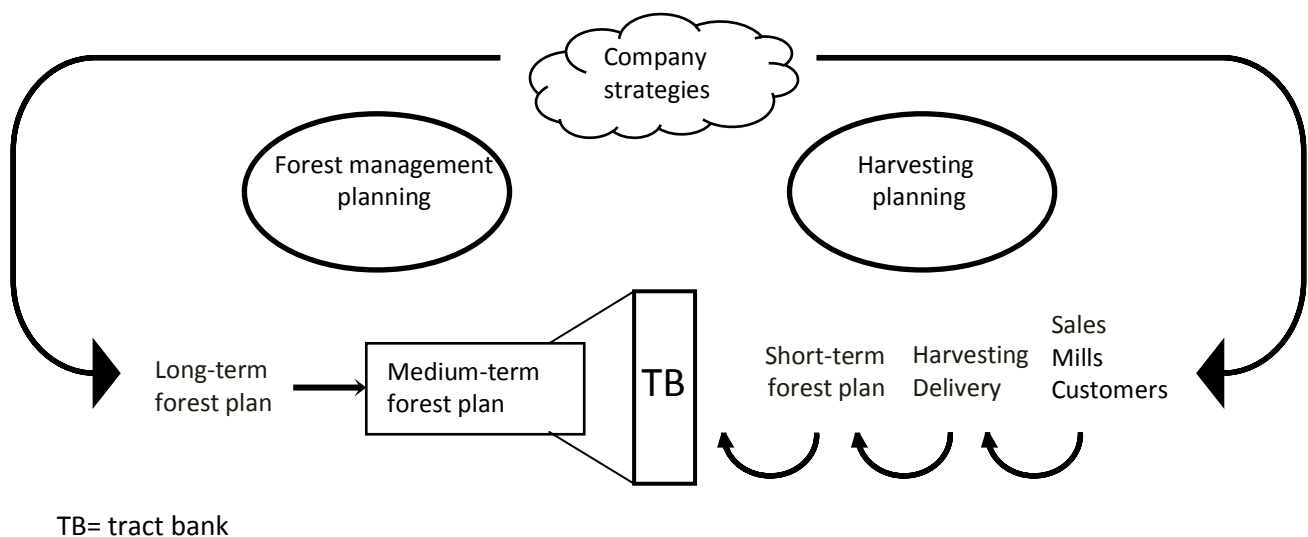 Company
strategies
Forest management
planning
Harvesting
planning
Long-term
forest plan
Medium-term
forest plan
TB
Short-term
forest plan
Harvesting
Delivery
Sales
Mills
Customers
TB= tract bank